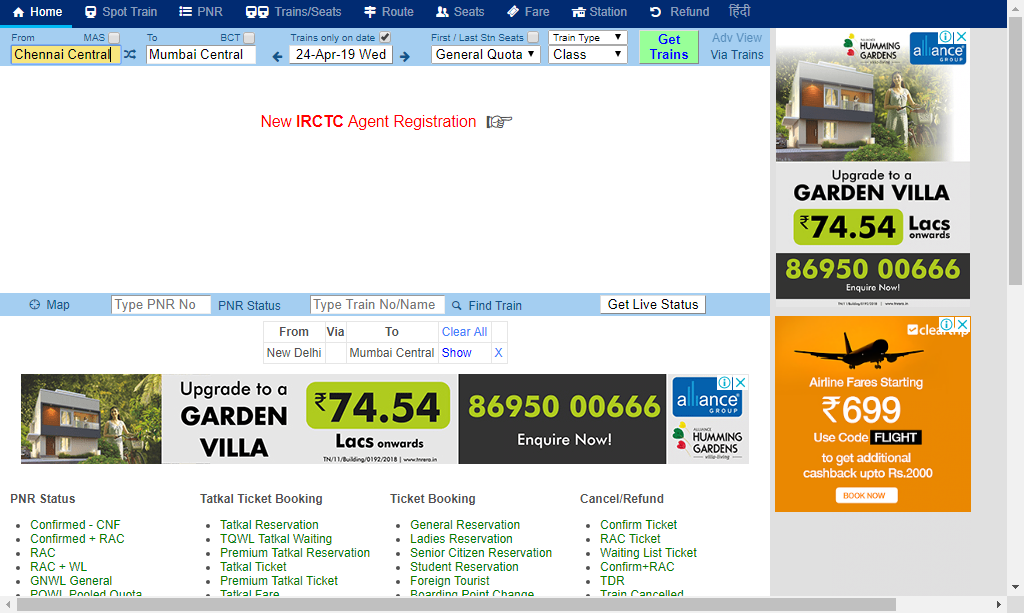 Home Spot Train PNR Trains/Seats Route Seats Fare Station Refund हिंदी
From MAS To BCT Trains only on date First / Last Stn Seats Train Type Get Trains Adv View
Chennai Central Mumbai Central 24-Apr-19 Wed General Quota Class Via Trains
New IRCTC Agent Registration
Map Type PNR No PNR Status Type Train No/Name Find Train Get Live Status
From Via To Clear All
New Delhi Mumbai Central Show X
Upgrade to a
GARDEN VILLA
₹74.54
Lacs onwards
86950 00666
Enquire Now!
TN/11/Building/0192/2018 | www.tnrera.in
alliance
GROUP
ALLIANCE
HUMMING
GARDENS
villa-living
PNR Status
Confirmed - CNF
Confirmed + RAC
RAC
RAC + WL
GNWL General
PQWL Pooled Quota
Tatkal Ticket Booking
Tatkal Reservation
TQWL Tatkal Waiting
Premium Tatkal Reservation
Tatkal Ticket
Premium Tatkal Ticket
Tatkal Fare
Ticket Booking
General Reservation
Ladies Reservation
Senior Citizen Reservation
Student Reservation
Foreign Tourist
Boarding Point Change
Cancel/Refund
Confirm Ticket
RAC Ticket
Waiting List Ticket
Confirm+RAC
TDR
Train Cancelled
HUMMING
GARDENS
alliance
GROUP
Upgrade to a
GARDEN VILLA
₹74.54 Lacs
onwards
86950 00666
Enquire Now!
cleartrip
Airline Fares Starting
₹699
Use Code FLIGHT
to get additional
cashback upto Rs.2000
BOOK NOW